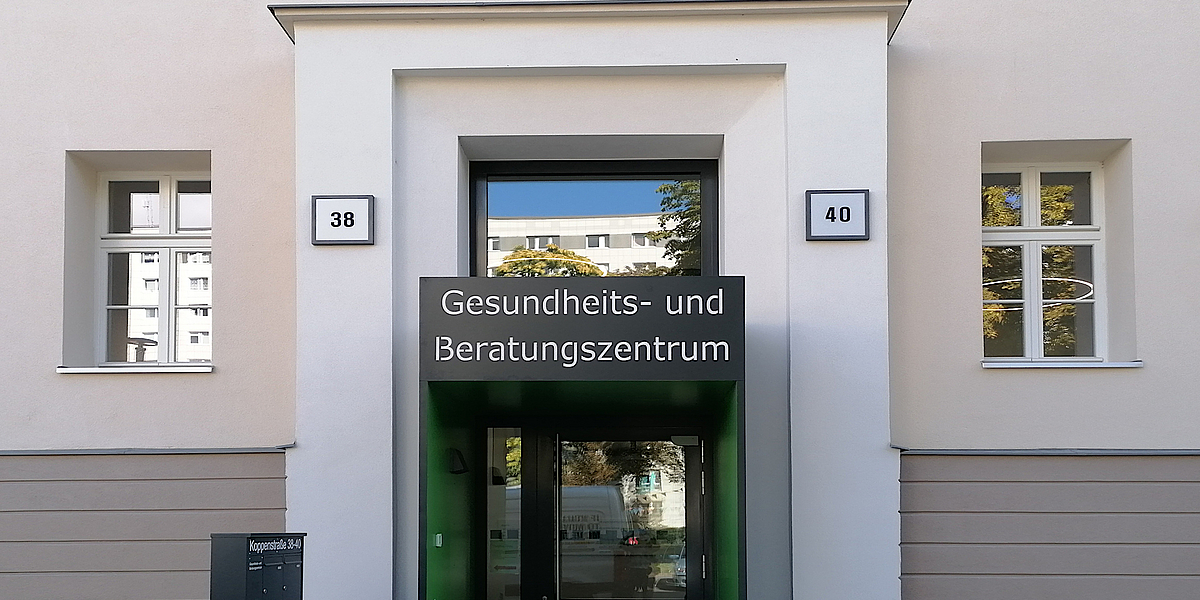 38
40
Gesundheits- und
Beratungszentrum
Koppenstraße 38-40